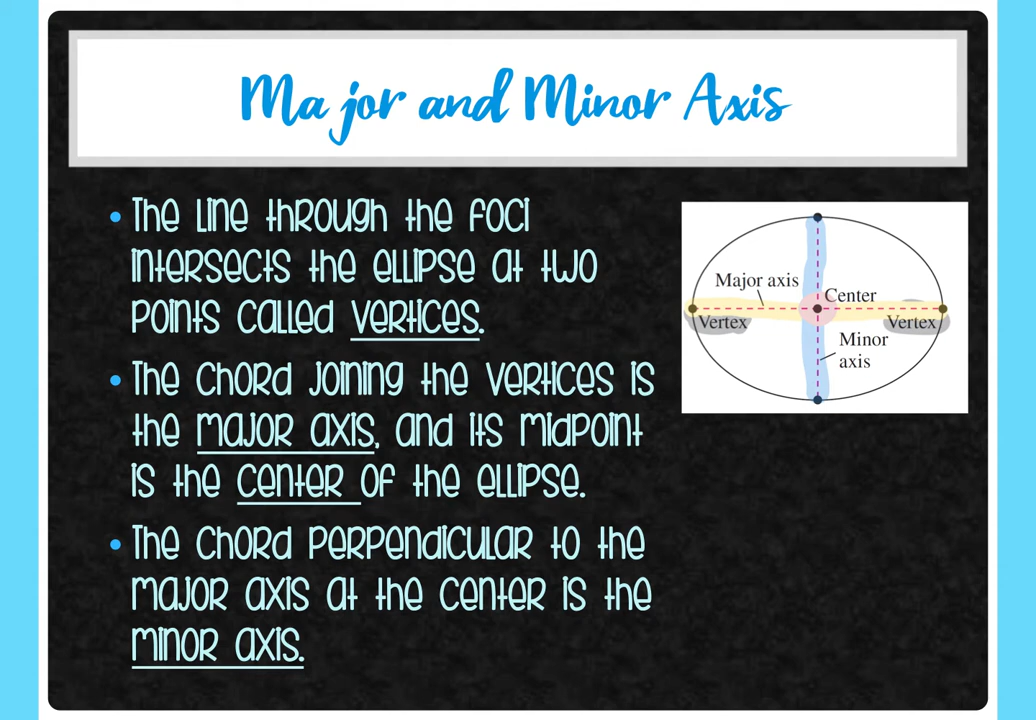 Major and Minor Axis
• The line through the foci
intersects the ellipse at two
points called vertices.
• The chord joining the vertices is
the major axis, and its midpoint
is the center of the ellipse.
• The chord perpendicular to the
major axis at the center is the
minor axis.
Major axis
Center
Vertex
Vertex
Minor
axis